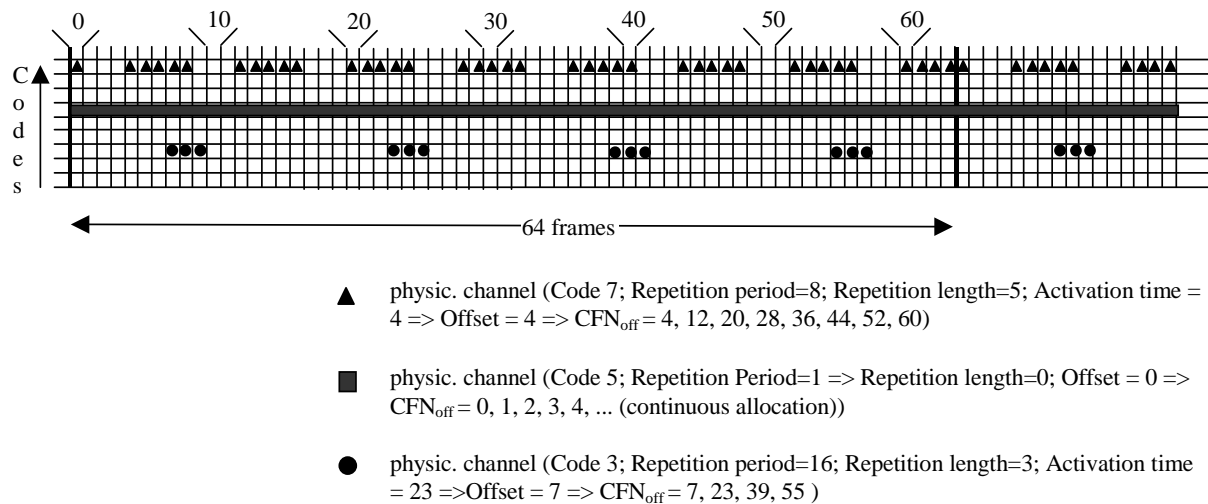 0 10 20 30 40 50 60
C
o
d
e
s
64 frames
physic. channel (Code 7; Repetition period=8; Repetition length=5; Activation time =
4 => Offset = 4 => CFNoff = 4, 12, 20, 28, 36, 44, 52, 60)
physic. channel (Code 5; Repetition Period=1 => Repetition length=0; Offset = 0 =>
CFNoff = 0, 1, 2, 3, 4, ... (continuous allocation))
physic. channel (Code 3; Repetition period=16; Repetition length=3; Activation time
= 23 =>Offset = 7 => CFNoff = 7, 23, 39, 55 )